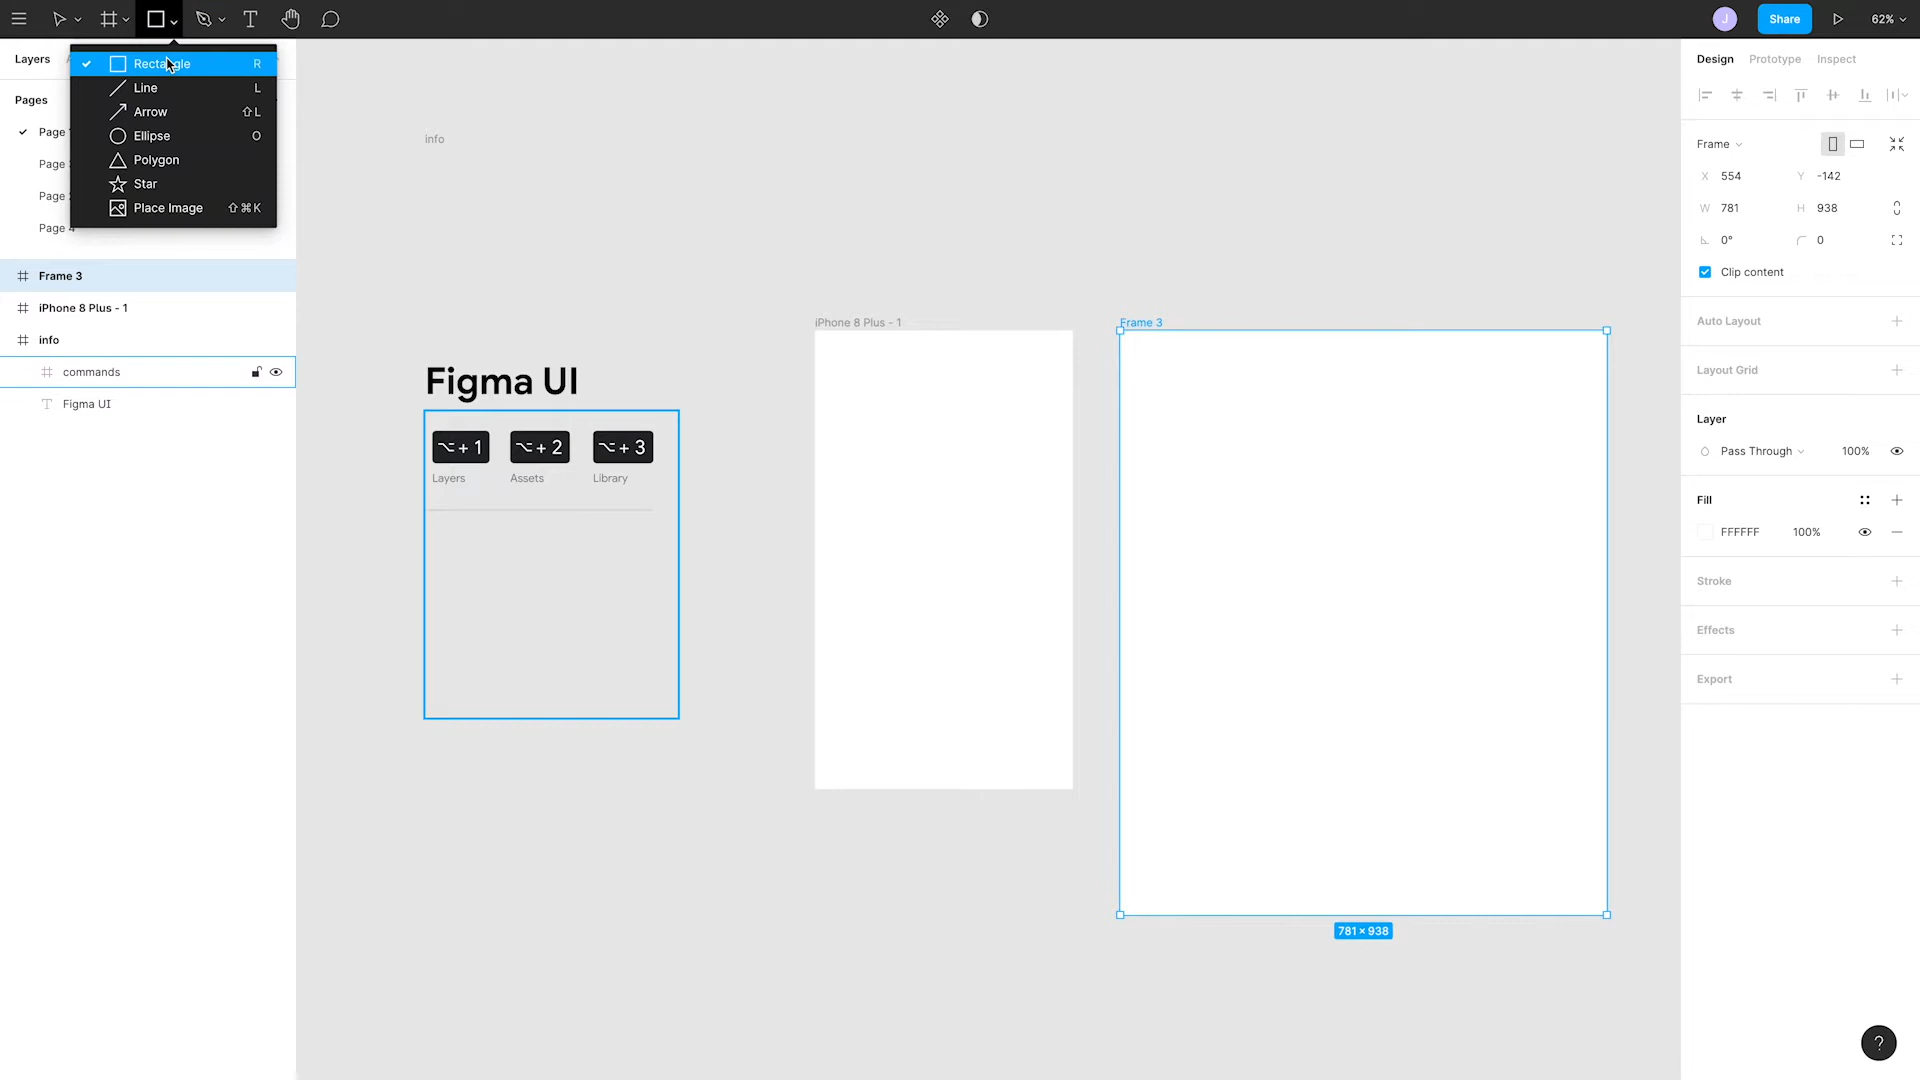 J
Share
62%
Layers
Rectangle R
Line L
Arrow ⇧L
Ellipse O
Polygon
Star
Place Image ⇧⌘K
Pages
Page
Page
Page
Page 4
Frame 3
iPhone 8 Plus - 1
info
commands
Figma UI
info
Figma UI
⌥+ 1 ⌥+ 2 ⌥+ 3
Layers Assets Library
iPhone 8 Plus - 1
Frame 3
781 × 938
Design Prototype Inspect
Frame
X 554 Y -142
W 781 H 938
0° 0
Clip content
Auto Layout
Layout Grid
Layer
Pass Through 100%
Fill
FFFFFF 100%
Stroke
Effects
Export
?